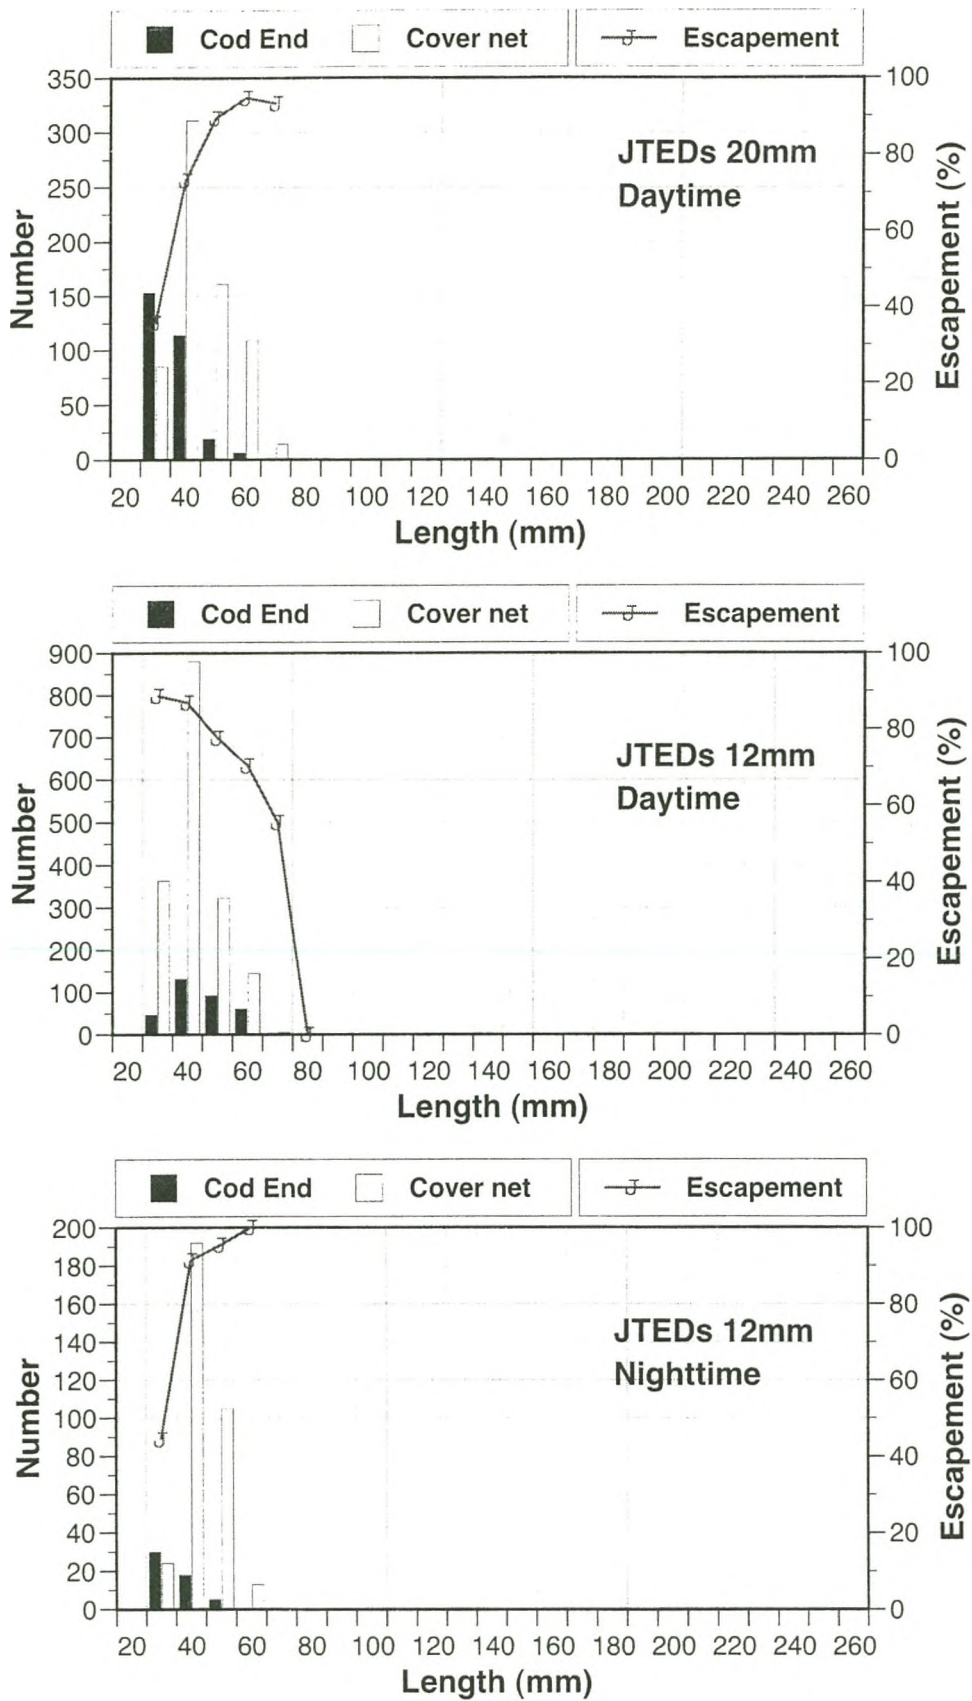 Cod End Cover net Escapement
350 100
300 80
250
200 60
150 40
100 20
50
0 0
JTEDs 20mm
Daytime
Number
Escapement (%)
20 40 60 80 100 120 140 160 180 200 220 240 260
Length (mm)
Cod End Cover net Escapement
900 100
800
700 80
600
500 60
400 40
300
200 20
100
0 0
JTEDs 12mm
Daytime
Number
Escapement (%)
20 40 60 80 100 120 140 160 180 200 220 240 260
Length (mm)
Cod End Cover net Escapement
200 100
180
160 80
140
120 60
100
80 40
60
40 20
20
0 0
JTEDs 12mm
Nighttime
Number
Escapement (%)
20 40 60 80 100 120 140 160 180 200 220 240 260
Length (mm)